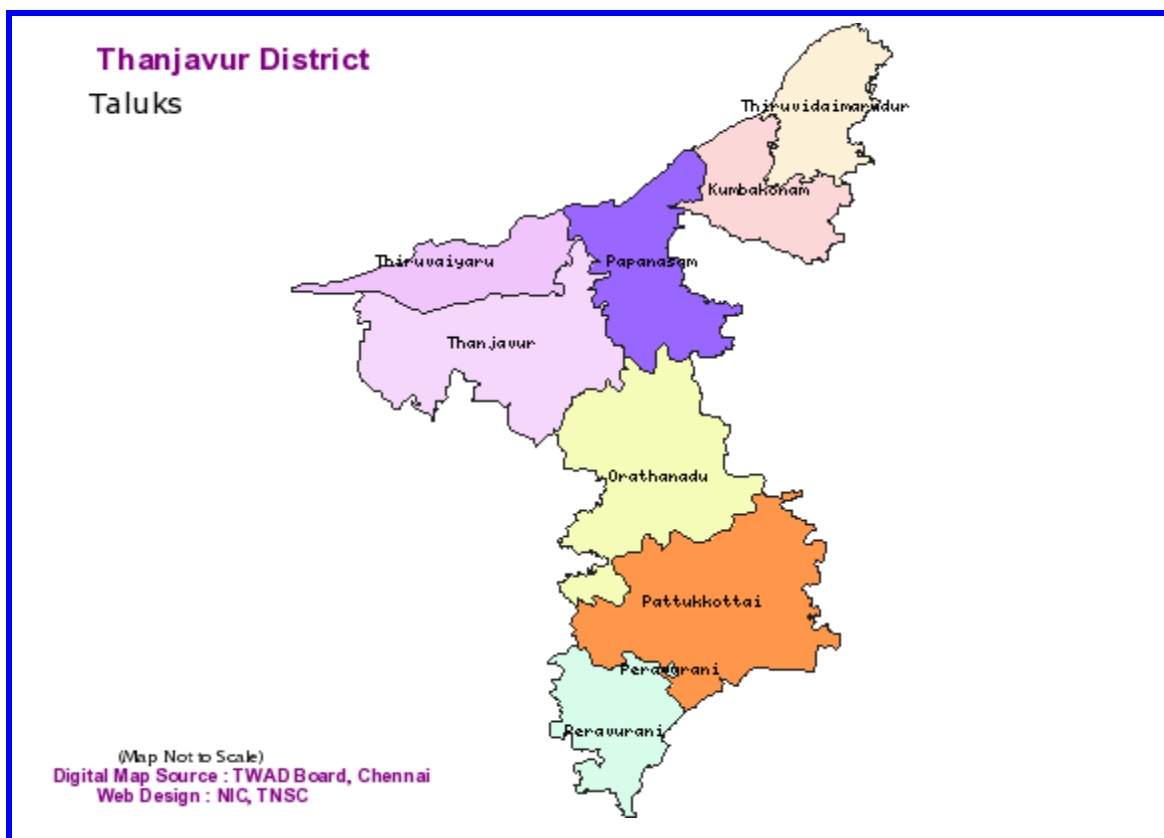 Thanjavur District
Taluks
Thiruvidaimarudur
Kumbakonam
Thiruvaiyaru
Papanasam
Thanjavur
Orathanadu
Pattukkottai
Peravurani
Peravurani
(Map Not to Scale)
Digital Map Source : TWAD Board, Chennai
Web Design : NIC, TNSC